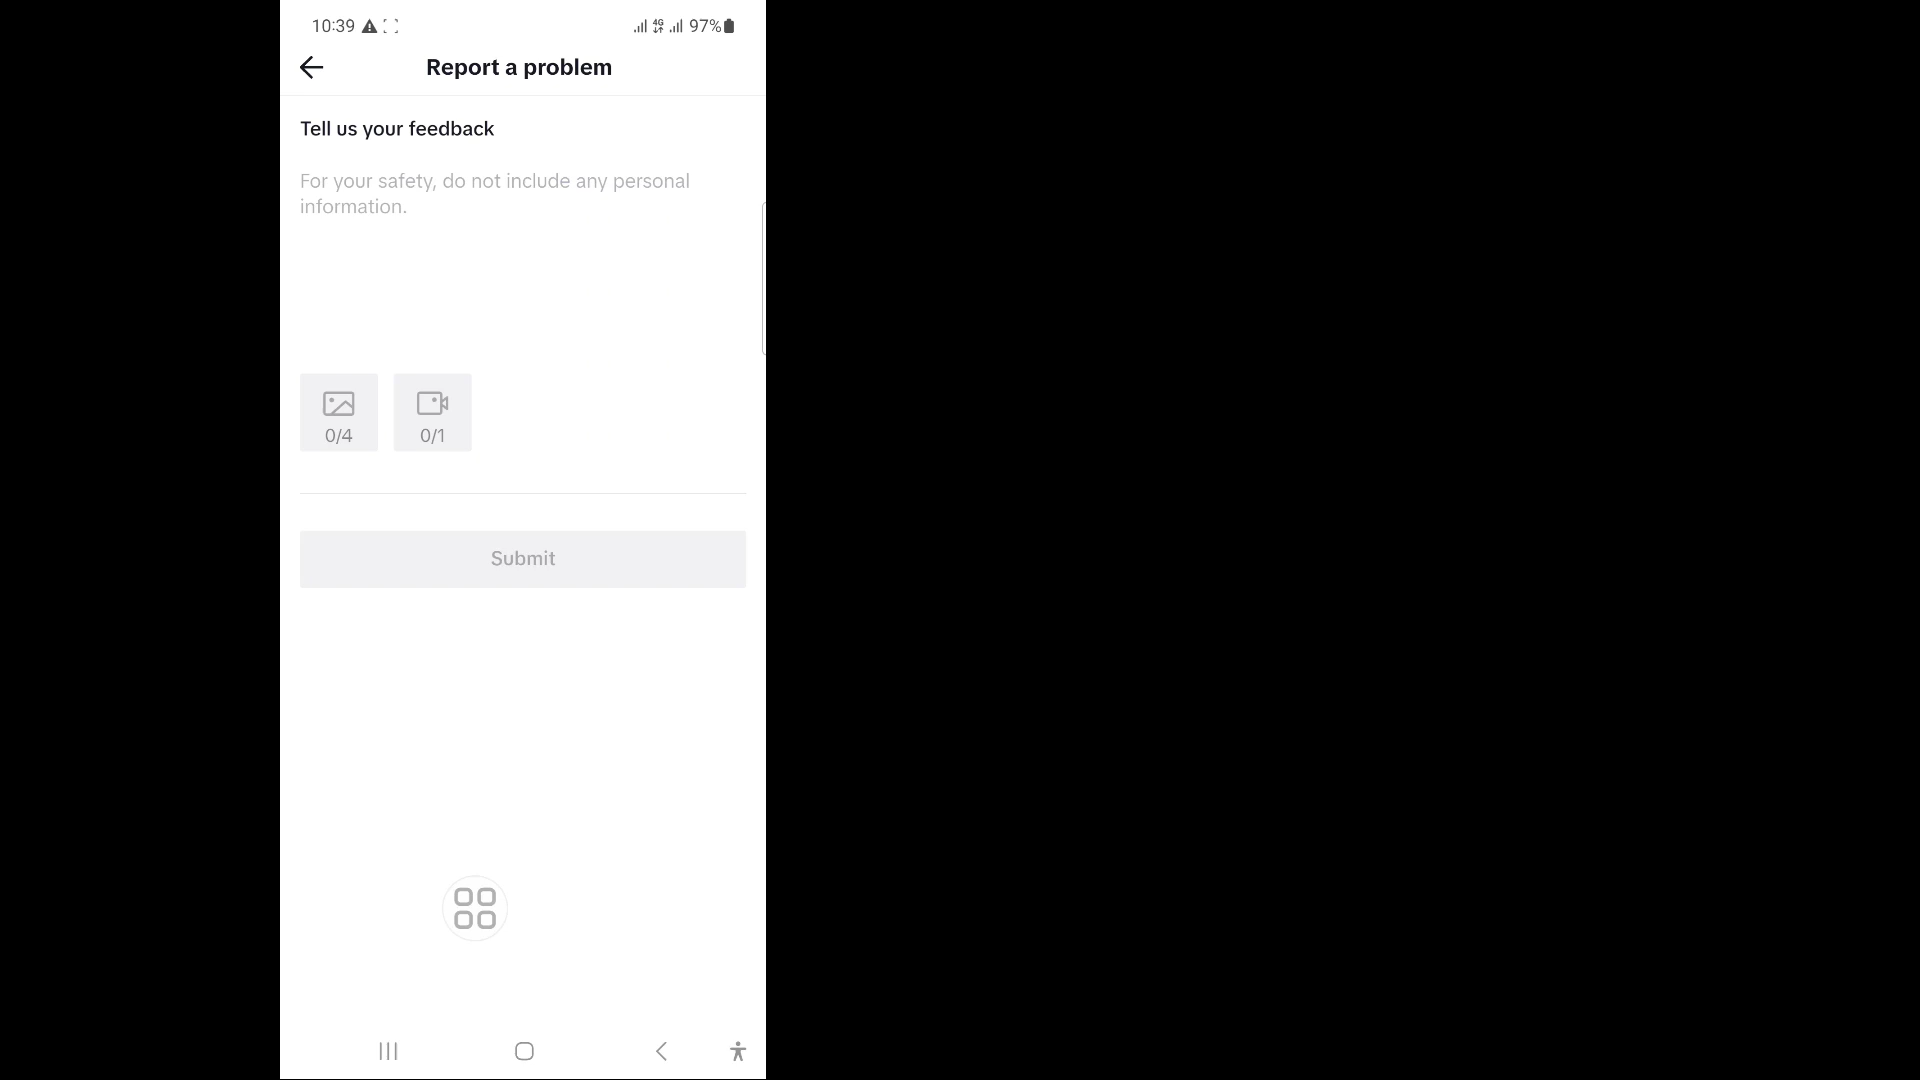 10:39 4G 97%
Report a problem
Tell us your feedback
For your safety, do not include any personal
information.
0/4 0/1
Submit